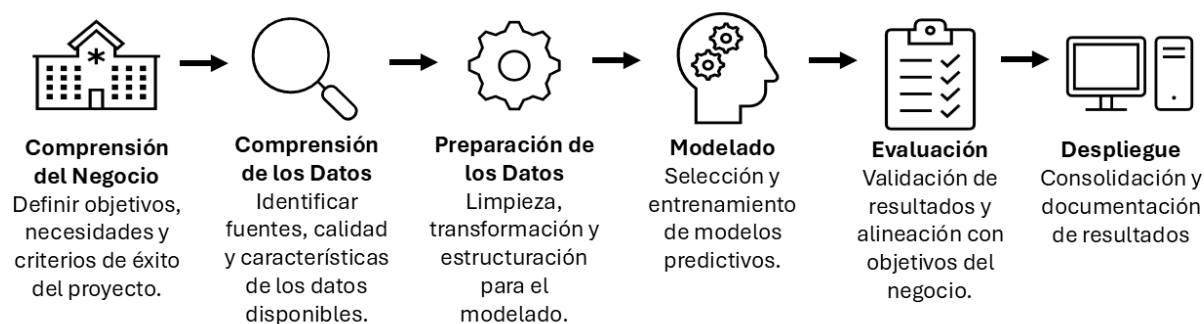 Comprensión
del Negocio
Definir objetivos,
necesidades y
criterios de éxito
del proyecto.
Comprensión
de los Datos
Identificar
fuentes, calidad
y características
de los datos
disponibles.
Preparación de
los Datos
Limpieza,
transformación y
estructuración
para el
modelado.
Modelado
Selección y
entrenamiento
de modelos
predictivos.
Evaluación
Validación de
resultados y
alineación con
objetivos del
negocio.
Despliegue
Consolidación y
documentación
de resultados